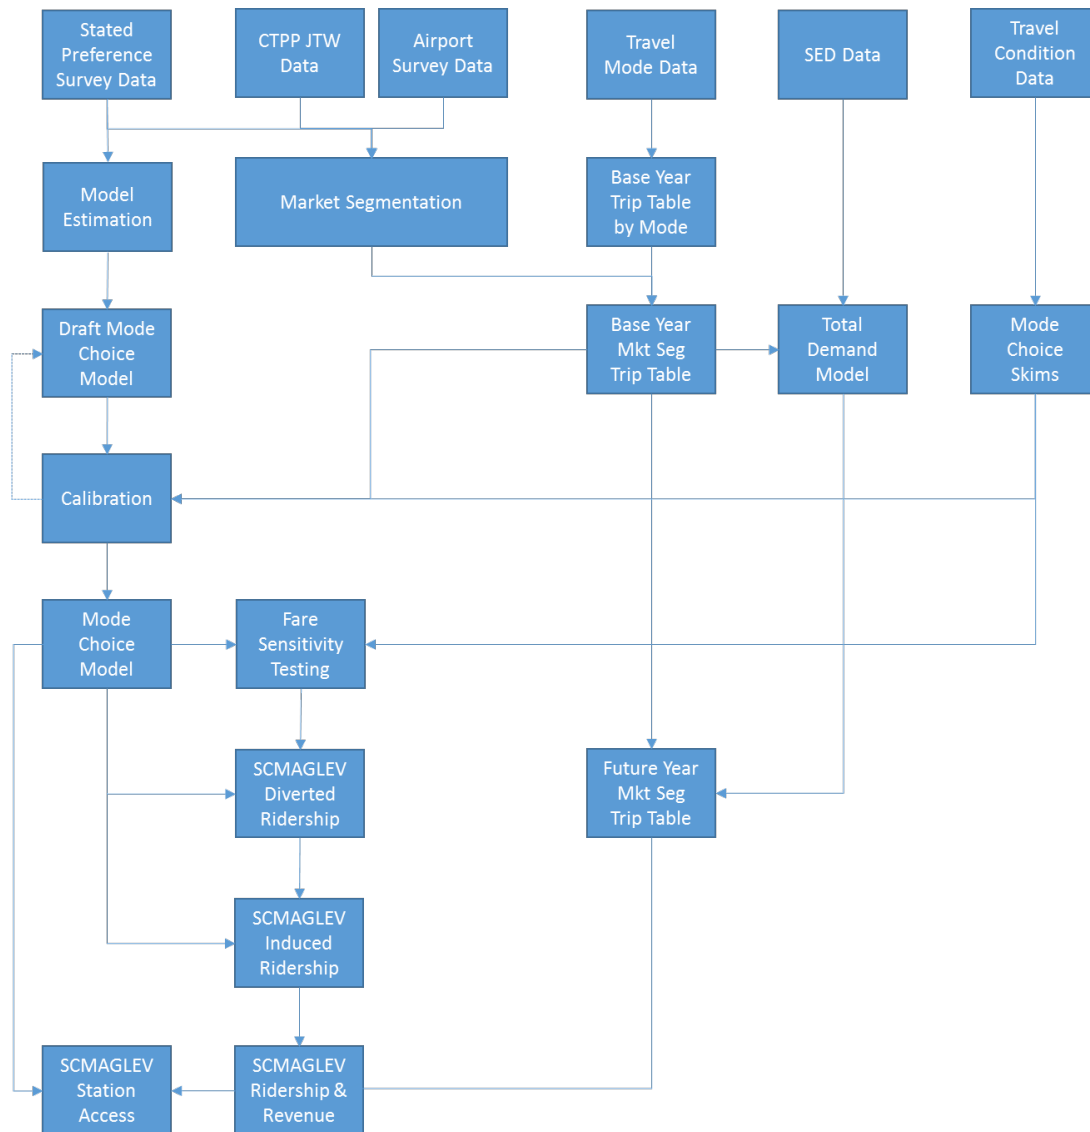 Stated
Preference
Survey Data
CTPP JTW
Data
Airport
Survey Data
Travel
Mode Data
SED Data
Travel
Condition
Data
Model
Estimation
Market Segmentation
Base Year
Trip Table
by Mode
Draft Mode
Choice
Model
Base Year
Mkt Seg
Trip Table
Total
Demand
Model
Mode
Choice
Skims
Calibration
Mode
Choice
Model
Fare
Sensitivity
Testing
SCMAGLEV
Diverted
Ridership
Future Year
Mkt Seg
Trip Table
SCMAGLEV
Induced
Ridership
SCMAGLEV
Station
Access
SCMAGLEV
Ridership &
Revenue